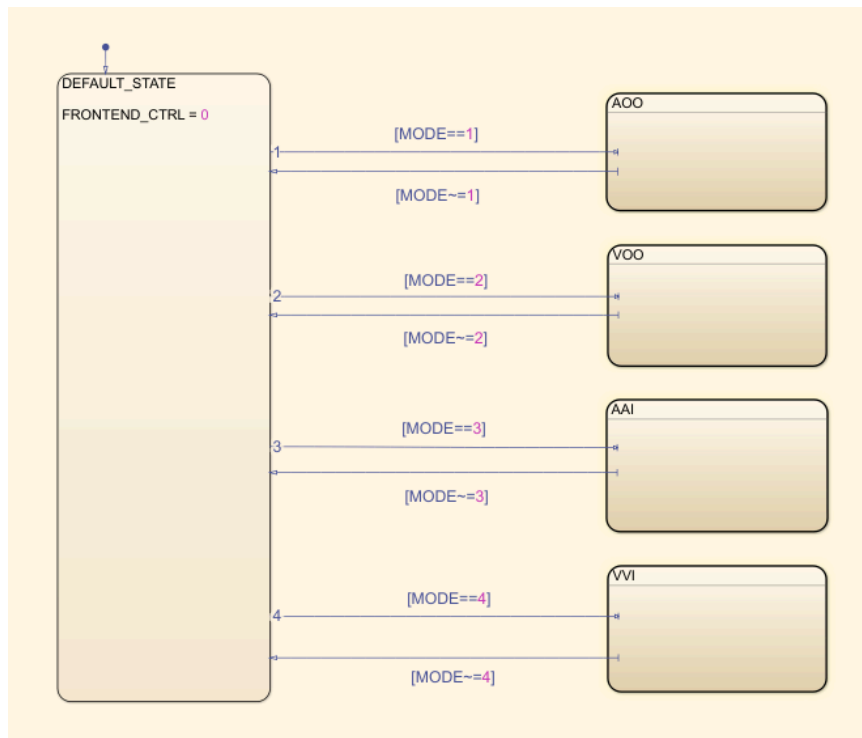 DEFAULT_STATE
FRONTEND_CTRL = 0
1
[MODE==1]
[MODE~=1]
AOO
2
[MODE==2]
[MODE~=2]
VOO
3
[MODE==3]
[MODE~=3]
AAI
4
[MODE==4]
[MODE~=4]
VVI